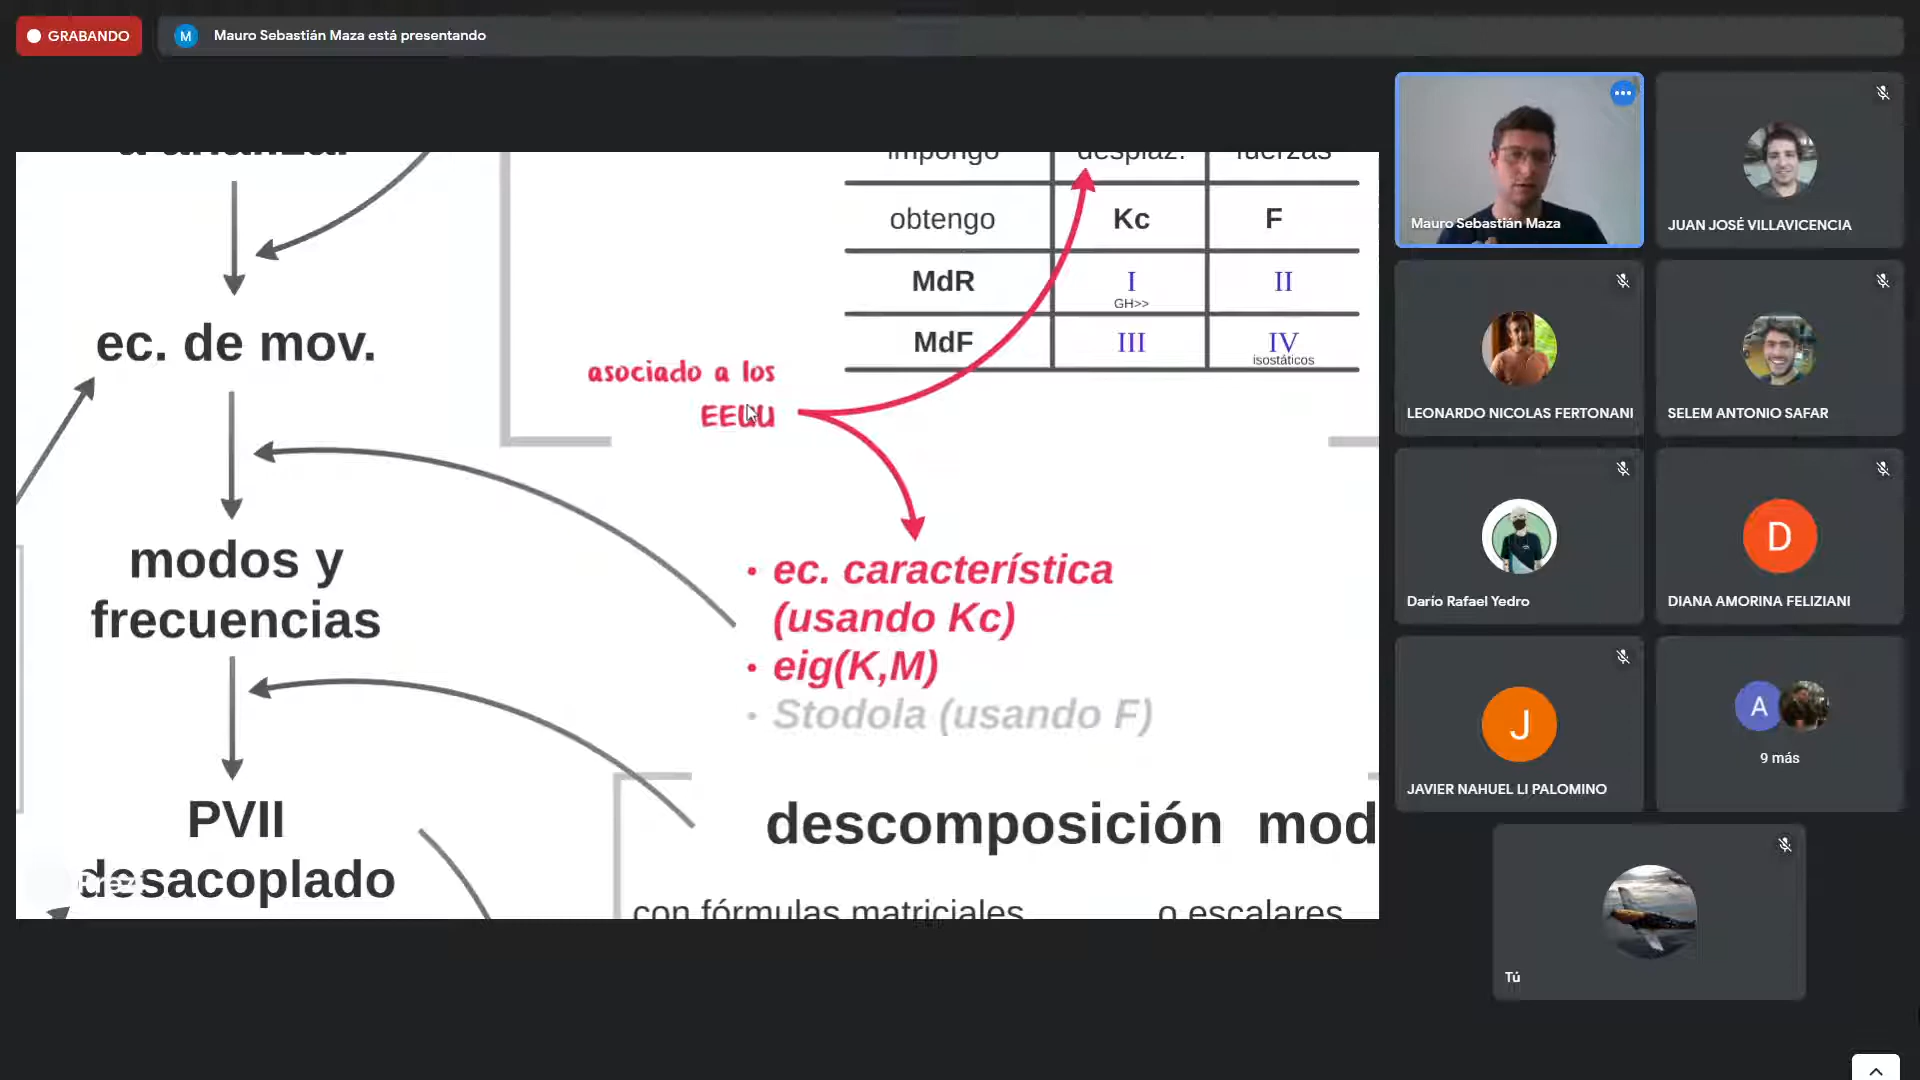 GRABANDO
M
Mauro Sebastián Maza está presentando
impongo desplaz. fuerzas
obtengo Kc F
MdR I II
GH>>
MdF III IV
isostáticos
asociado a los
EEUU
ec. de mov.
modos y
frecuencias
• ec. característica
(usando Kc)
• eig(K,M)
• Stodola (usando F)
PVII
desacoplado
descomposición mod
con fórmulas matriciales o escalares
Mauro Sebastián Maza
JUAN JOSÉ VILLAVICENCIA
LEONARDO NICOLAS FERTONANI
SELEM ANTONIO SAFAR
Darío Rafael Yedro
D
DIANA AMORINA FELIZIANI
J
JAVIER NAHUEL LI PALOMINO
A
9 más
Tú